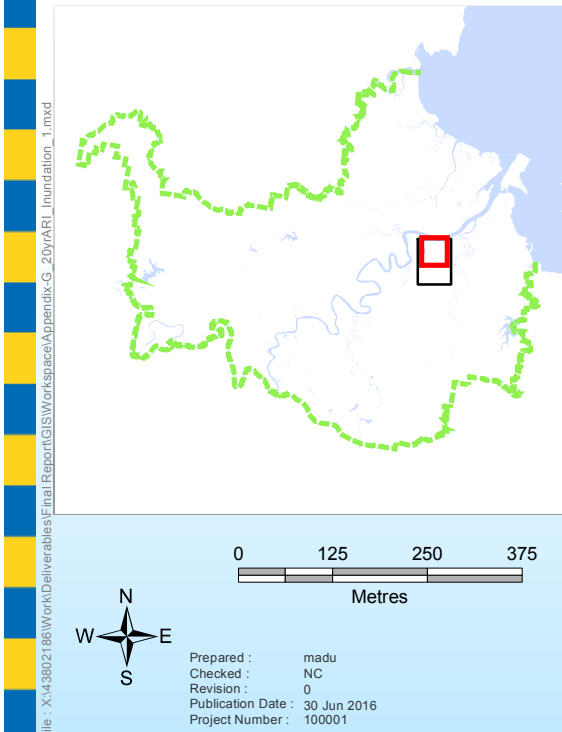 ile : X:\43802186\Work\Deliverables\Final Report\GIS\Workspace\Appendix-G_20yrARI_Inundation_1.mxd
0 125 250 375
Metres
N
W E
S
Prepared : madu
Checked : NC
Revision : 0
Publication Date : 30 Jun 2016
Project Number : 100001